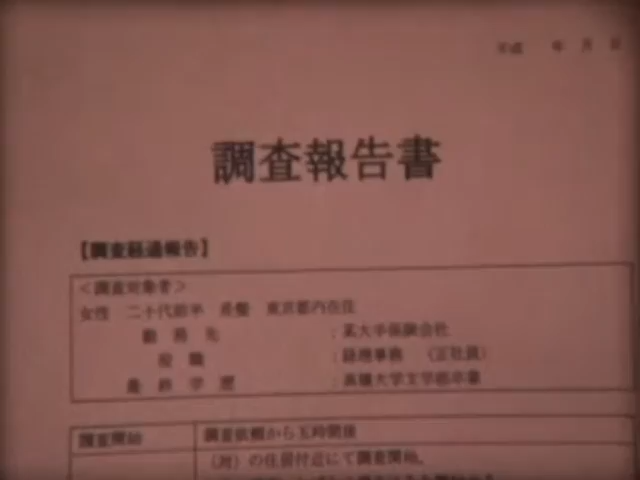 平成　年　月　日
調査報告書
【調査経過報告】
＜調査対象者＞
女性　二十代前半　東京都内在住
勤務先　：某大手保険会社
役職　：経理事務　（正社員）
最終学歴　：大学文学部卒業
調査開始　調査依頼から五時間後
（対）の住居付近にて調査開始。